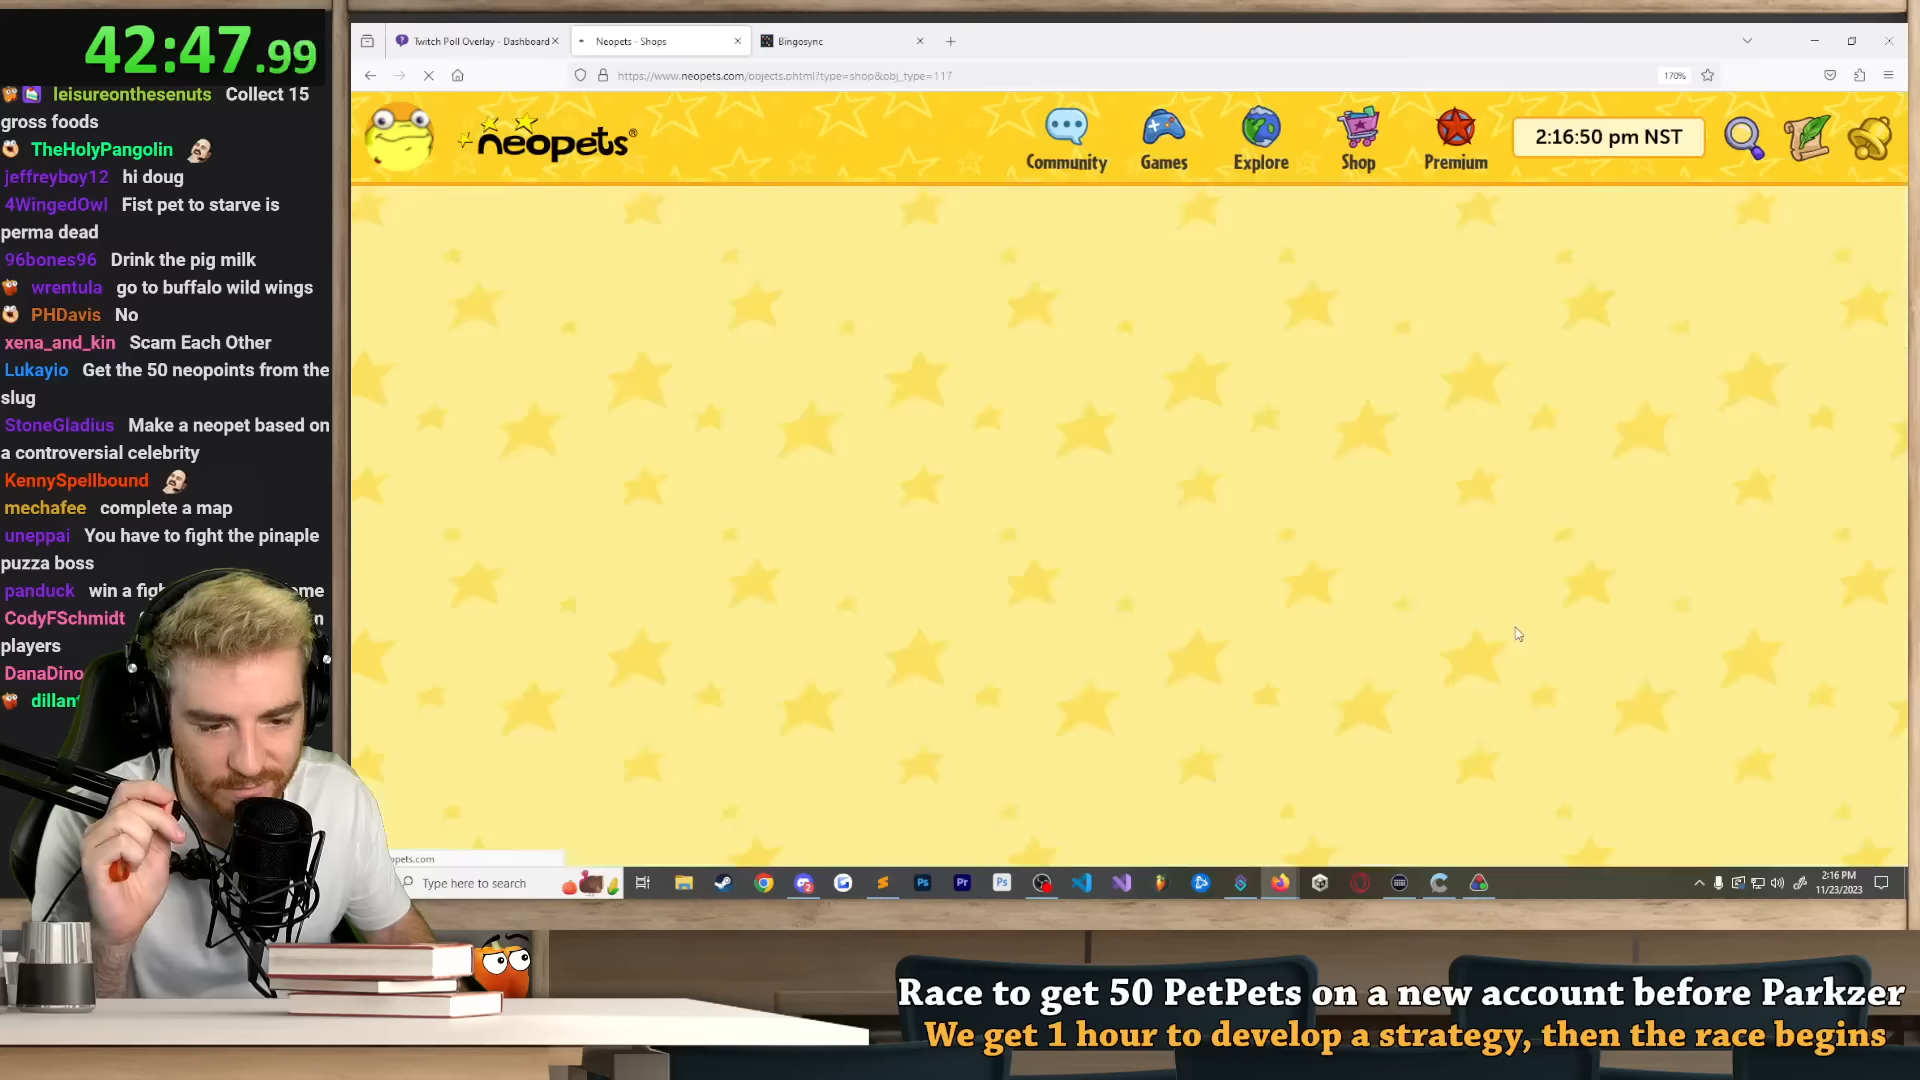 42:47.99
leisureonthesenuts Collect 15
gross foods
TheHolyPangolin
jeffreyboy12 hi doug
4WingedOwl Fist pet to starve is
perma dead
96bones96 Drink the pig milk
wrentula go to buffalo wild wings
PHDavis No
xena_and_kin Scam Each Other
Lukayio Get the 50 neopoints from the
slug
StoneGladius Make a neopet based on
a controversial celebrity
KennySpellbound
mechafee complete a map
uneppai You have to fight the pinaple
puzza boss
panduck win a
CodyFSchmidt
players
DanaDino
Twitch Poll Overlay - Dashboard
Neopets - Shops
Bingosync
https://www.neopets.com/objects.phtml?type=shop&obj_type=117
170%
neopets®
Community
Games
Explore
Shop
Premium
2:16:50 pm NST
opets.com
Type here to search
Ps
Pr
Ps
2:16 PM
11/23/2023
Race to get 50 PetPets on a new account before Parkzer
We get 1 hour to develop a strategy, then the race begins